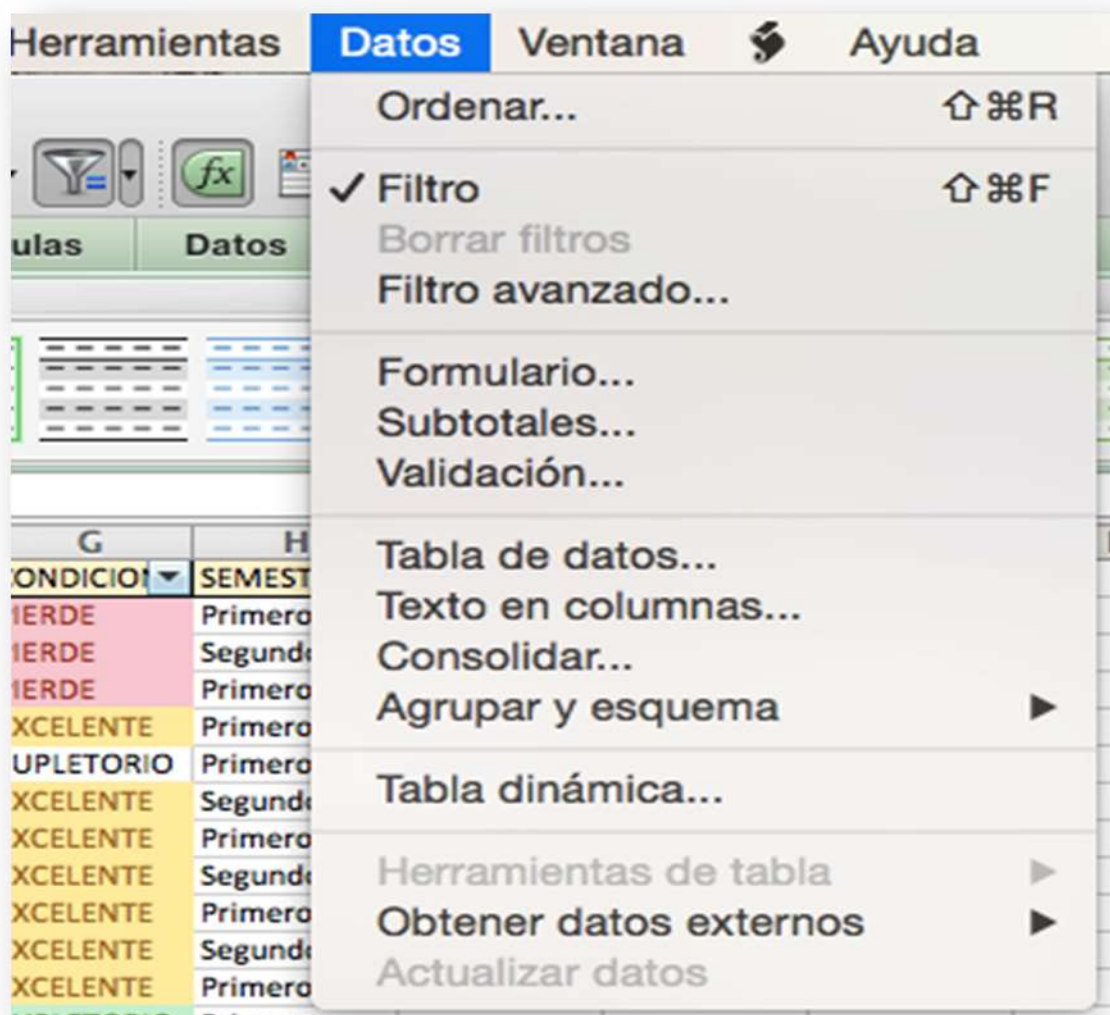 Herramientas Datos Ventana Ayuda
Ordenar... ⇧⌘R
✓ Filtro ⇧⌘F
Borrar filtros
Filtro avanzado...
Formulario...
Subtotales...
Validación...
Tabla de datos...
Texto en columnas...
Consolidar...
Agrupar y esquema ▶
Tabla dinámica...
Herramientas de tabla ▶
Obtener datos externos ▶
Actualizar datos
fx
ulas Datos
G H
ONDICIO SEMEST
IERDE Primero
IERDE Segund
IERDE Primero
XCELENTE Primero
UPLETORIO Primero
XCELENTE Segund
XCELENTE Primero
XCELENTE Segund
XCELENTE Primero
XCELENTE Segund
XCELENTE Primero